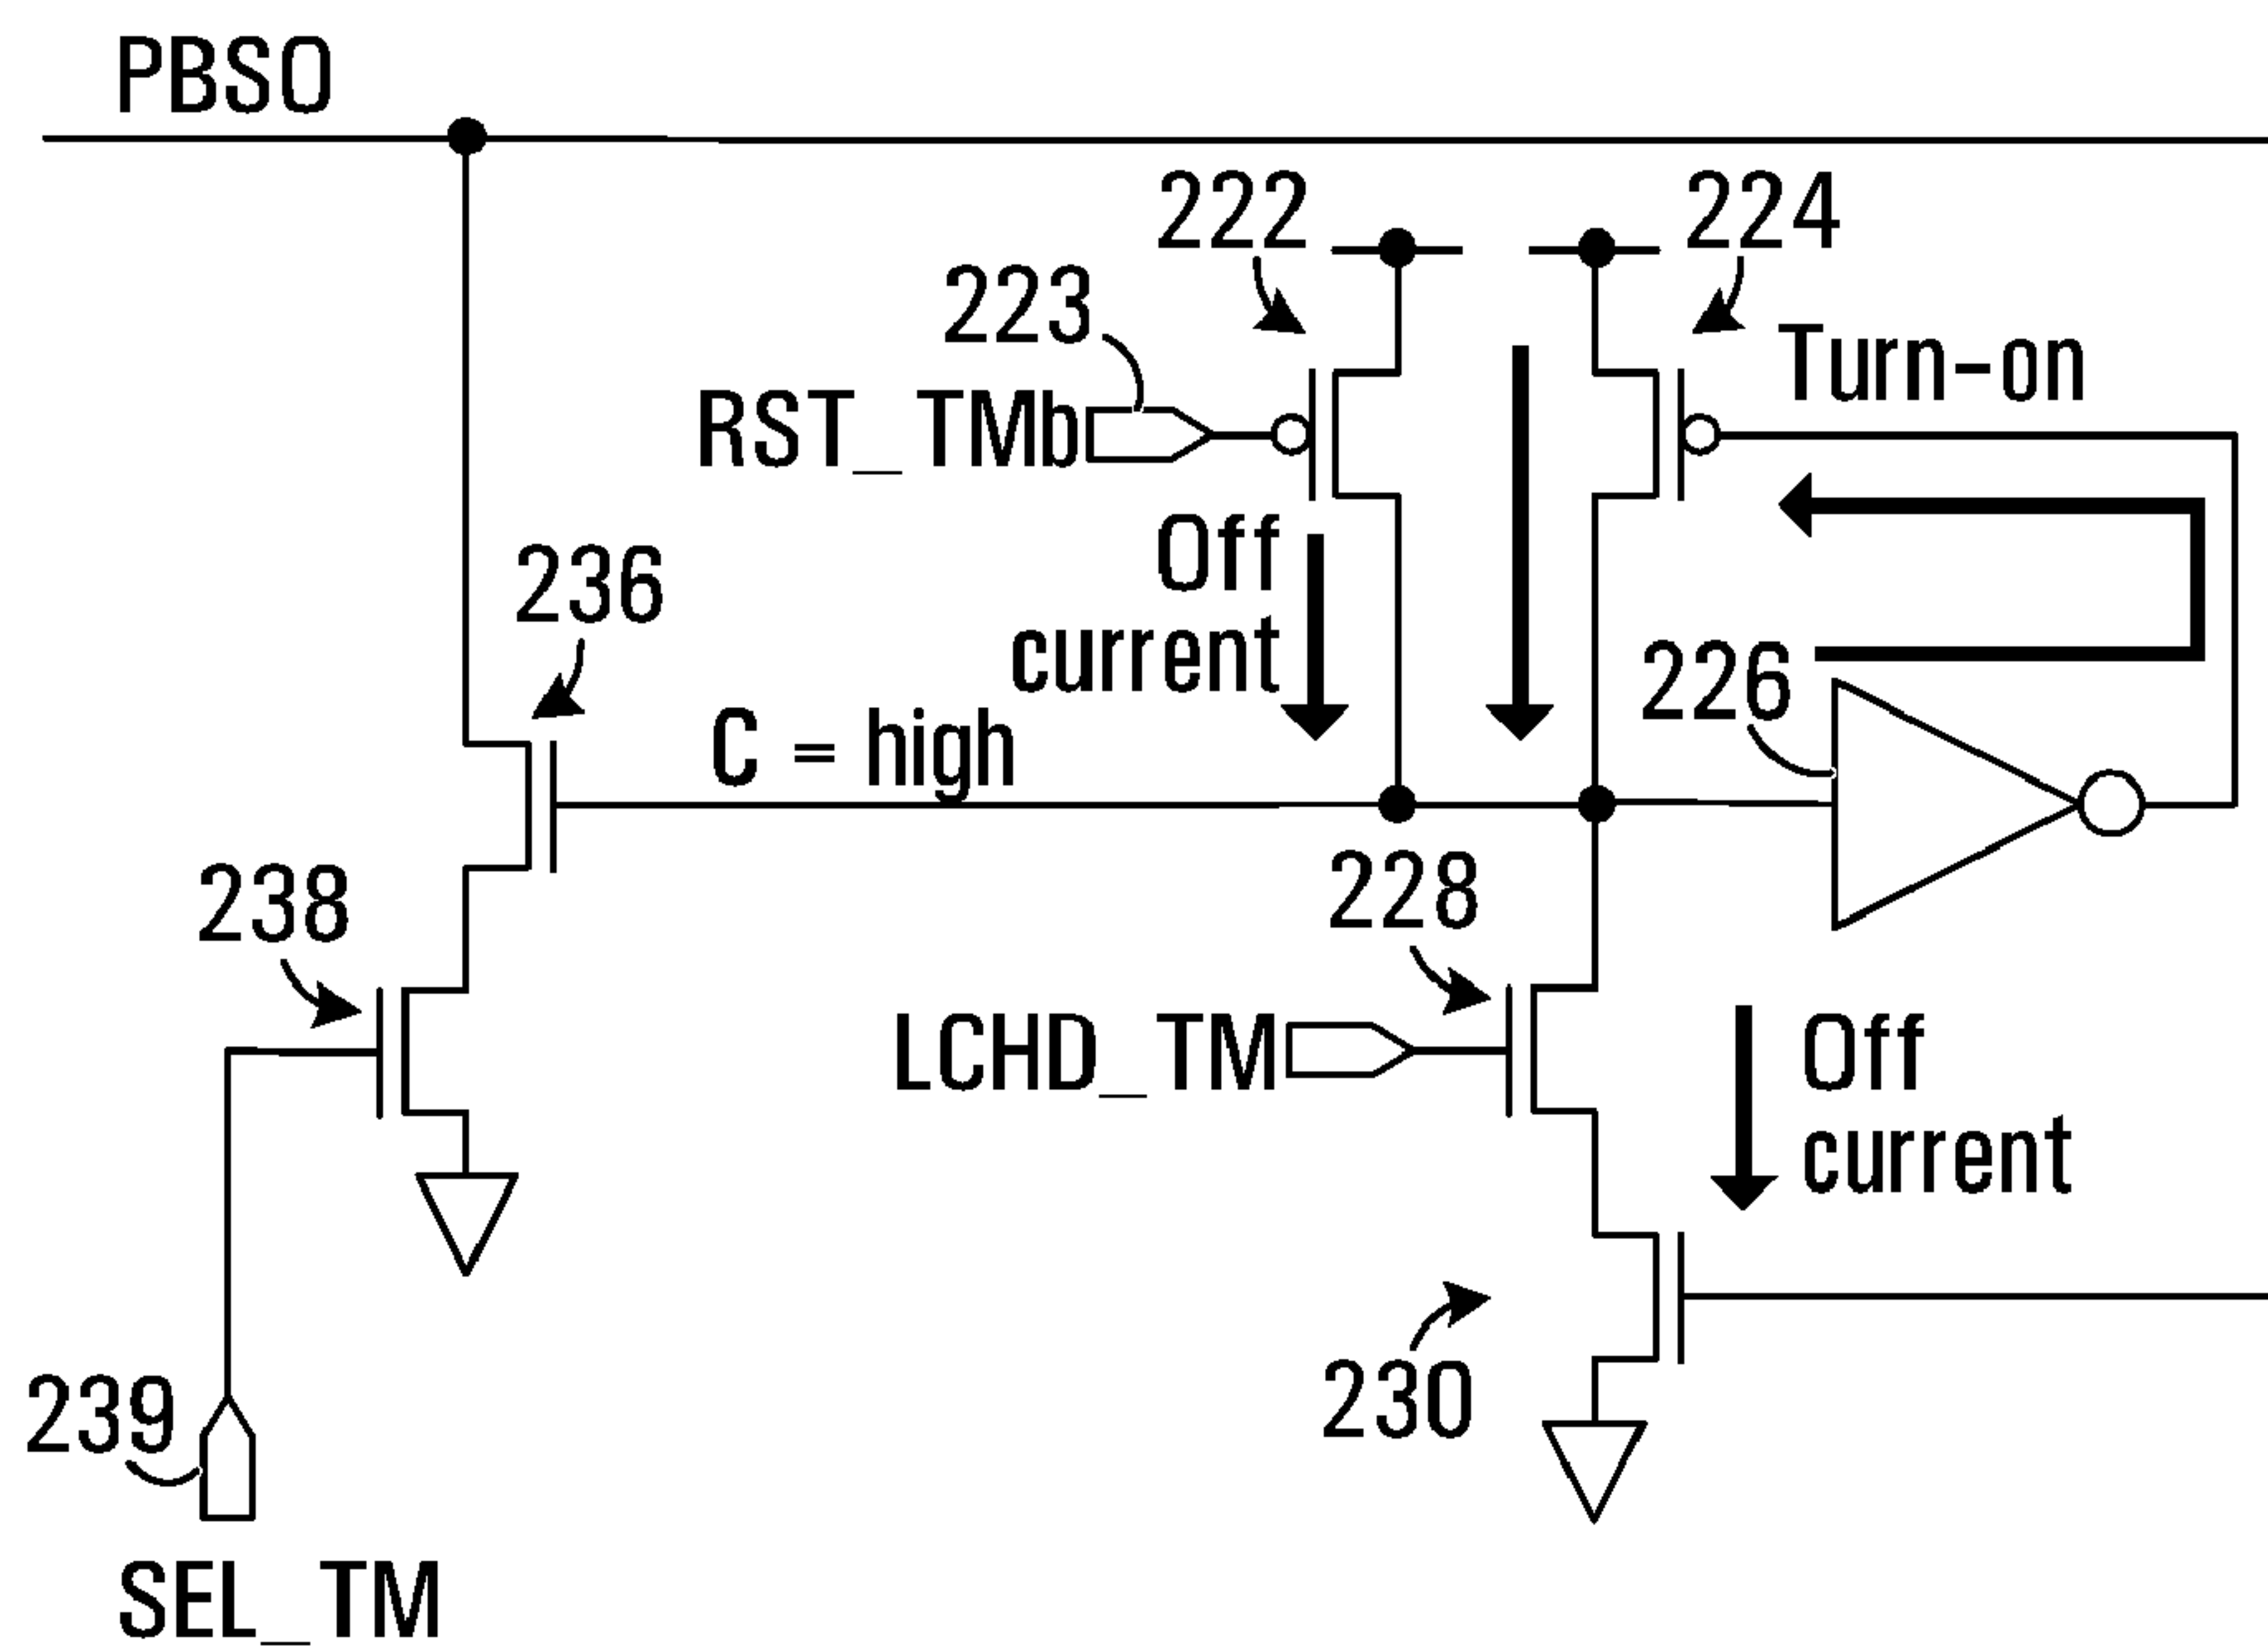 PBSO
222
224
223
Turn-on
RST_TMb
Off
current
236
226
C = high
238
228
LCHD_TM
Off
current
239
230
SEL_TM